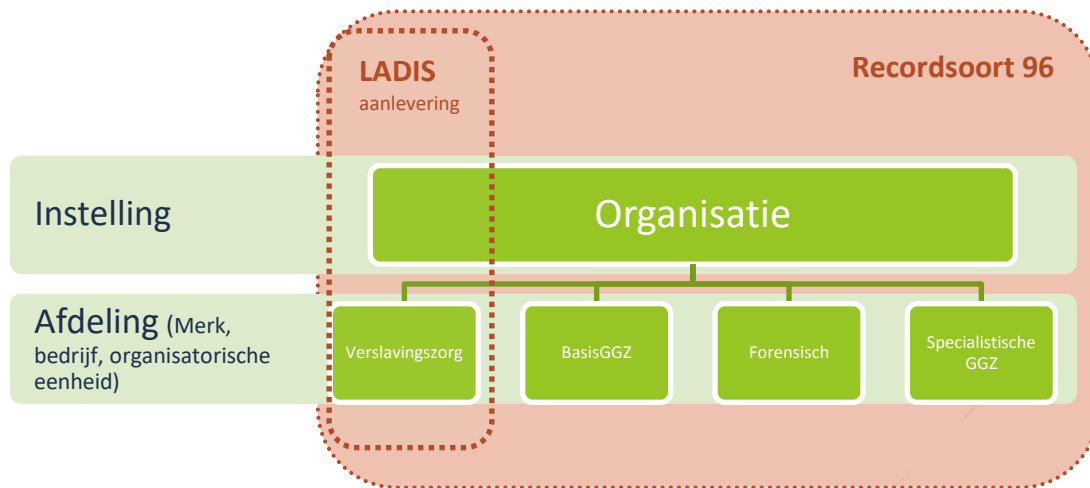 LADIS
aanlevering
Recordsoort 96
Instelling
Organisatie
Afdeling (Merk,
bedrijf, organisatorische
eenheid)
Verslavingszorg
BasisGGZ
Forensisch
Specialistische
GGZ